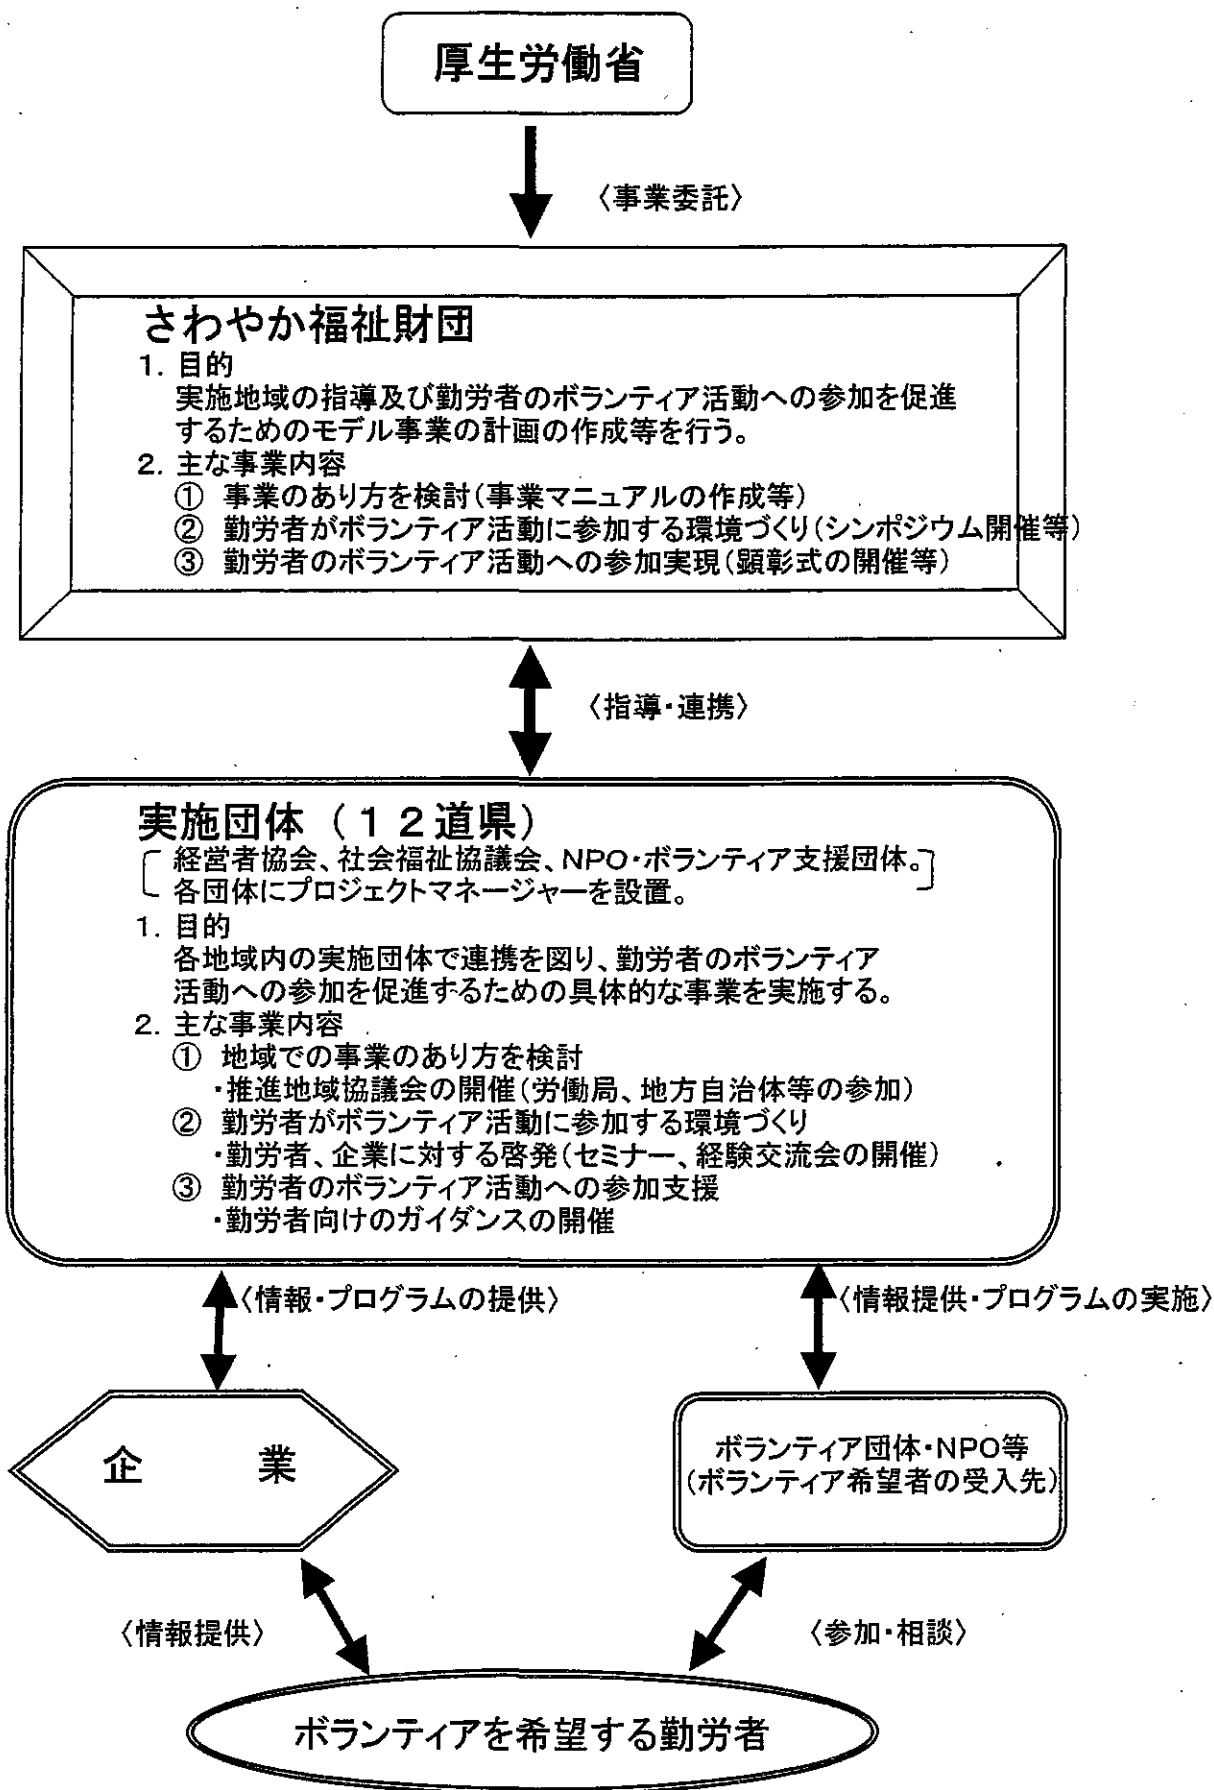 厚生労働省
〈事業委託〉
さわやか福祉財団
1. 目的
実施地域の指導及び勤労者のボランティア活動への参加を促進
するためのモデル事業の計画の作成等を行う。
2. 主な事業内容
① 事業のあり方を検討(事業マニュアルの作成等)
② 勤労者がボランティア活動に参加する環境づくり(シンポジウム開催等)
③ 勤労者のボランティア活動への参加実現(顕彰式の開催等)
〈指導・連携〉
実施団体（１２道県）
経営者協会、社会福祉協議会、NPO・ボランティア支援団体。
各団体にプロジェクトマネージャーを設置。
1. 目的
各地域内の実施団体で連携を図り、勤労者のボランティア
活動への参加を促進するための具体的な事業を実施する。
2. 主な事業内容
① 地域での事業のあり方を検討
・推進地域協議会の開催(労働局、地方自治体等の参加)
② 勤労者がボランティア活動に参加する環境づくり
・勤労者、企業に対する啓発(セミナー、経験交流会の開催)
③ 勤労者のボランティア活動への参加支援
・勤労者向けのガイダンスの開催
〈情報・プログラムの提供〉
〈情報提供・プログラムの実施〉
企　業
ボランティア団体・NPO等
(ボランティア希望者の受入先)
〈情報提供〉
〈参加・相談〉
ボランティアを希望する勤労者